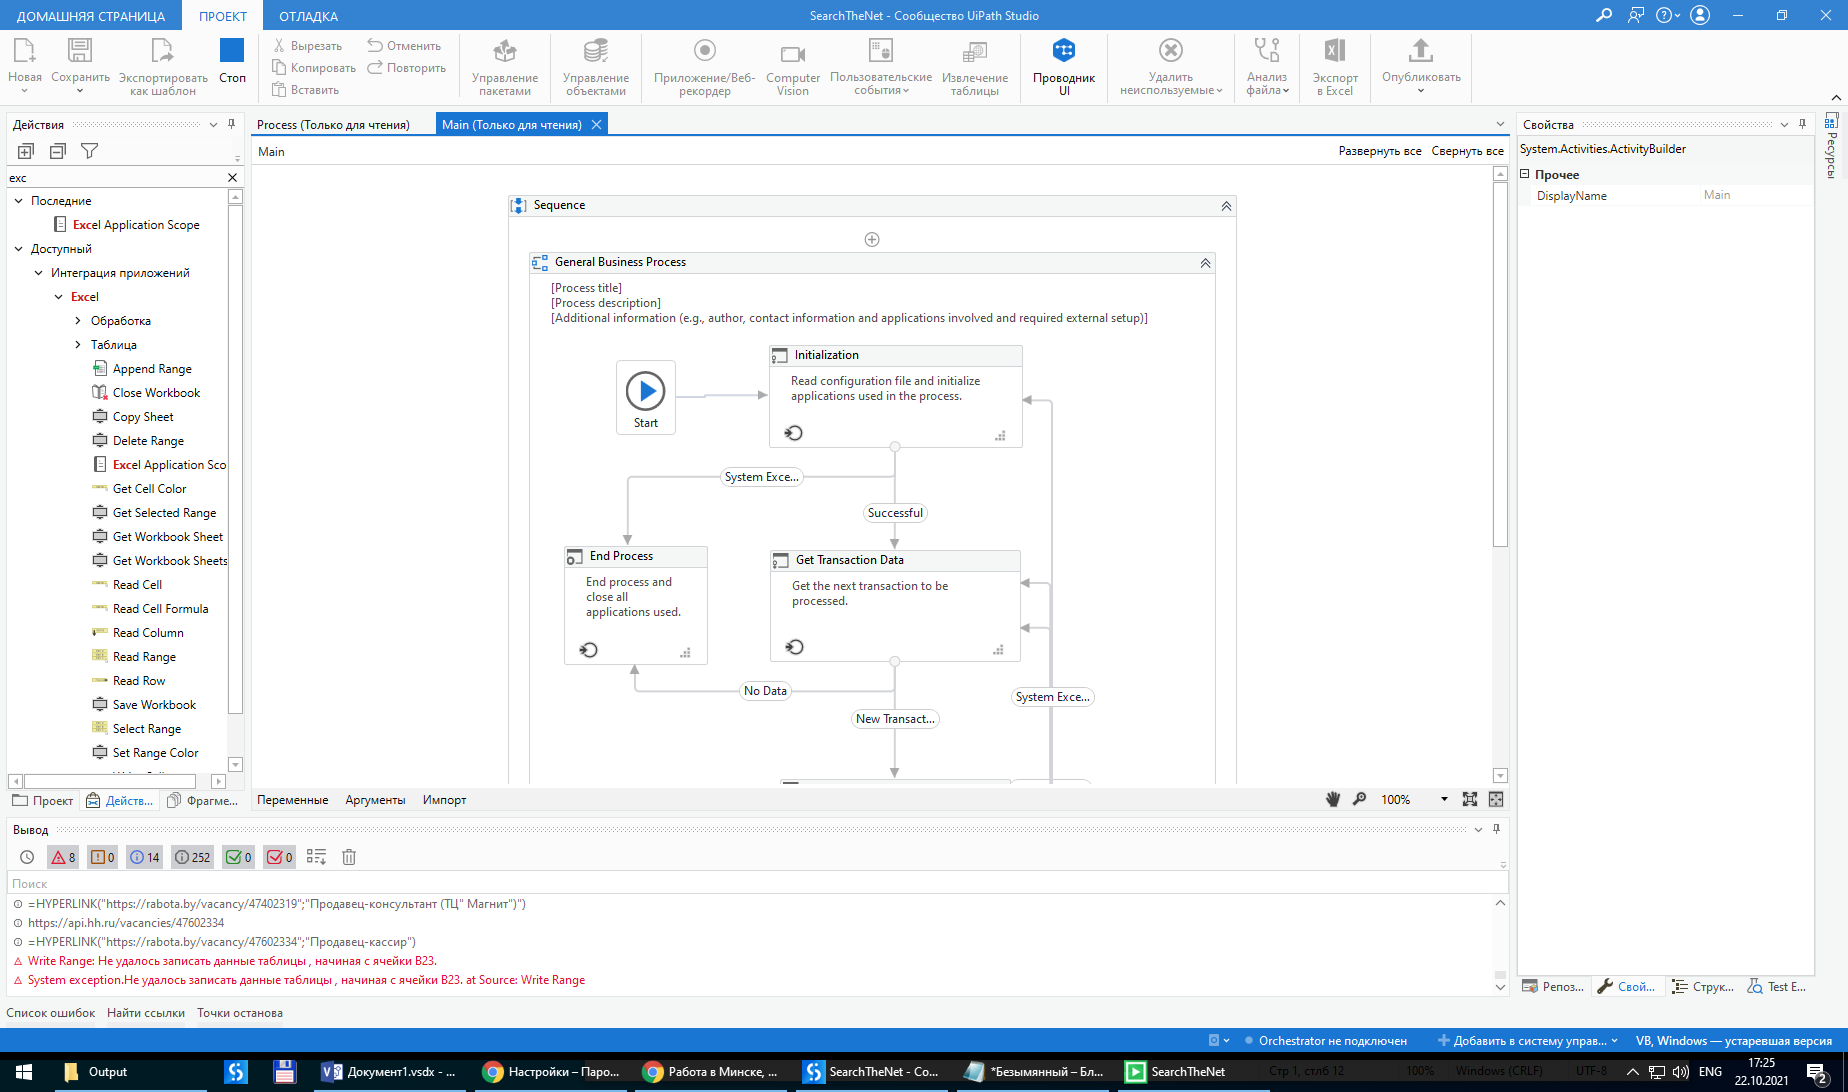 ДОМАШНЯЯ СТРАНИЦА
ПРОЕКТ
ОТЛАДКА
SearchTheNet - Сообщество UiPath Studio
Новая
Сохранить
Экспортировать как шаблон
Стоп
Вырезать
Копировать
Вставить
Отменить
Повторить
Управление пакетами
Управление объектами
Приложение/Веб-рекордер
Computer Vision
Пользовательские события
Извлечение таблицы
Проводник UI
Удалить неиспользуемые
Анализ файла
Экспорт в Excel
Опубликовать
Действия
exc
Последние
Excel Application Scope
Доступный
Интеграция приложений
Excel
Обработка
Таблица
Append Range
Close Workbook
Copy Sheet
Delete Range
Excel Application Sco
Get Cell Color
Get Selected Range
Get Workbook Sheet
Get Workbook Sheets
Read Cell
Read Cell Formula
Read Column
Read Range
Read Row
Save Workbook
Select Range
Set Range Color
Проект
Действ...
Фрагме...
Process (Только для чтения)
Main (Только для чтения)
Main
Развернуть все
Свернуть все
Sequence
General Business Process
[Process title]
[Process description]
[Additional information (e.g., author, contact information and applications involved and required external setup)]
Start
Initialization
Read configuration file and initialize
applications used in the process.
System Exce...
Successful
End Process
End process and
close all
applications used.
Get Transaction Data
Get the next transaction to be
processed.
No Data
System Exce...
New Transact...
Переменные
Аргументы
Импорт
100%
Свойства
System.Activities.ActivityBuilder
Прочее
DisplayName
Main
Ресурсы
Репоз...
Свой...
Струк...
Test E...
Вывод
8
0
14
252
0
0
Поиск
=HYPERLINK("https://rabota.by/vacancy/47402319";"Продавец-консультант (ТЦ" Магнит")")
https://api.hh.ru/vacancies/47602334
=HYPERLINK("https://rabota.by/vacancy/47602334";"Продавец-кассир")
Write Range: Не удалось записать данные таблицы , начиная с ячейки B23.
System exception.Не удалось записать данные таблицы , начиная с ячейки B23. at Source: Write Range
Список ошибок
Найти ссылки
Точки останова
Orchestrator не подключен
Добавить в систему управ...
VB, Windows — устаревшая версия
Output
Документ1.vsdx - ...
Настройки – Паро...
Работа в Минске, ...
SearchTheNet - Co...
*Безымянный – Бл...
SearchTheNet
Стр 1, стлб 12
100%
Windows (CRLF)
UTF-8
ENG
17:25
22.10.2021
2